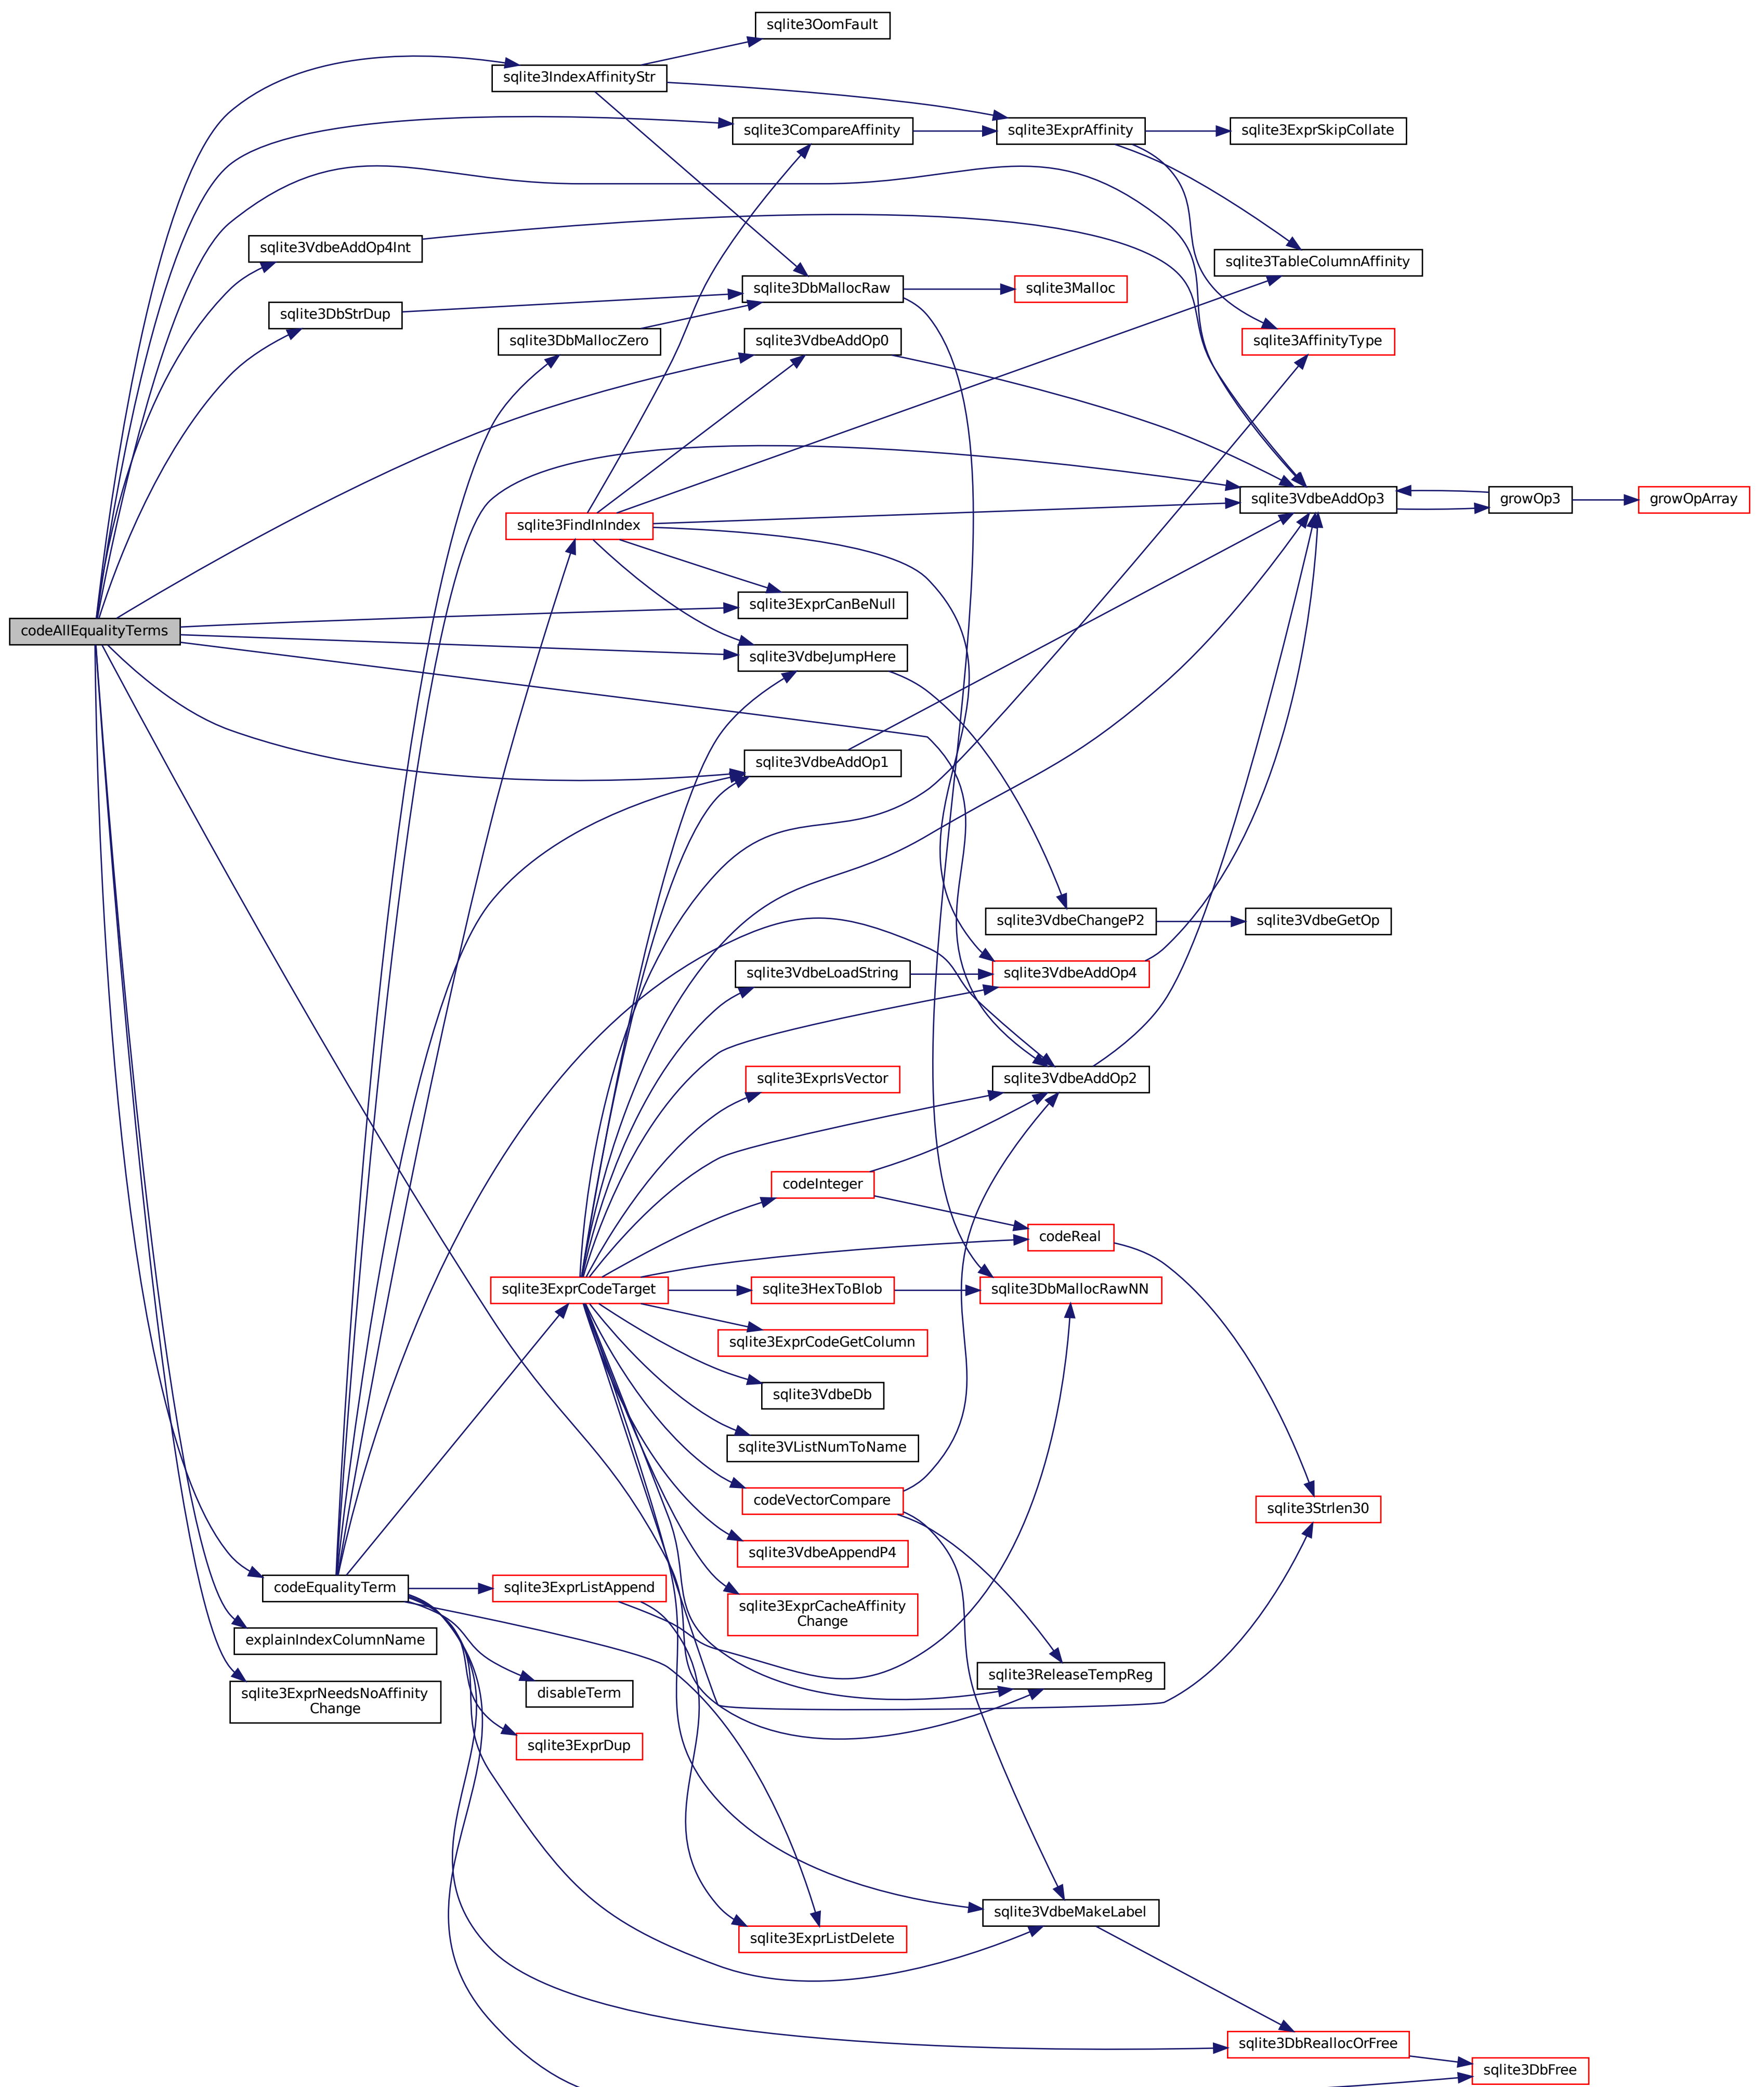 sqlite3OomFault
sqlite3IndexAffinityStr
sqlite3CompareAffinity
sqlite3ExprAffinity
sqlite3ExprSkipCollate
sqlite3VdbeAddOp4Int
sqlite3TableColumnAffinity
sqlite3DbMallocRaw
sqlite3Malloc
sqlite3DbStrDup
sqlite3DbMallocZero
sqlite3VdbeAddOp0
sqlite3AffinityType
sqlite3VdbeAddOp3
growOp3
growOpArray
sqlite3FindInIndex
sqlite3ExprCanBeNull
codeAllEqualityTerms
sqlite3VdbeJumpHere
sqlite3VdbeAddOp1
sqlite3VdbeChangeP2
sqlite3VdbeGetOp
sqlite3VdbeLoadString
sqlite3VdbeAddOp4
sqlite3ExprIsVector
sqlite3VdbeAddOp2
codeInteger
codeReal
sqlite3ExprCodeTarget
sqlite3HexToBlob
sqlite3DbMallocRawNN
sqlite3ExprCodeGetColumn
sqlite3VdbeDb
sqlite3VListNumToName
codeVectorCompare
sqlite3Strlen30
sqlite3VdbeAppendP4
codeEqualityTerm
sqlite3ExprListAppend
sqlite3ExprCacheAffinity
Change
explainIndexColumnName
sqlite3ReleaseTempReg
sqlite3ExprNeedsNoAffinity
Change
disableTerm
sqlite3ExprDup
sqlite3VdbeMakeLabel
sqlite3ExprListDelete
sqlite3DbReallocOrFree
sqlite3DbFree